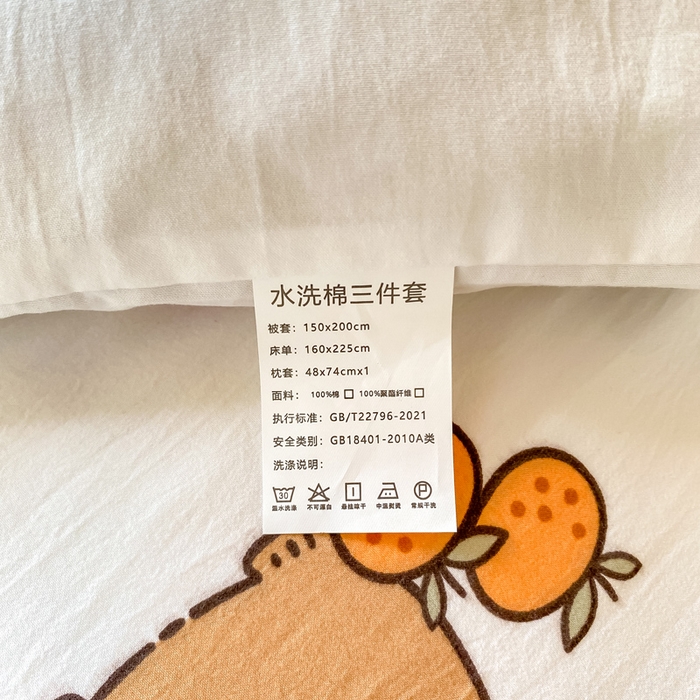 水洗棉三件套
被套：150x200cm
床单：160x225cm
枕套：48x74cmx1
面料：100%棉 □ 100%聚酯纤维 □
执行标准：GB/T22796-2021
安全类别：GB18401-2010A类
洗涤说明：
30 P
温水洗涤 不可漂白 悬挂晾干 中温熨烫 常规干洗